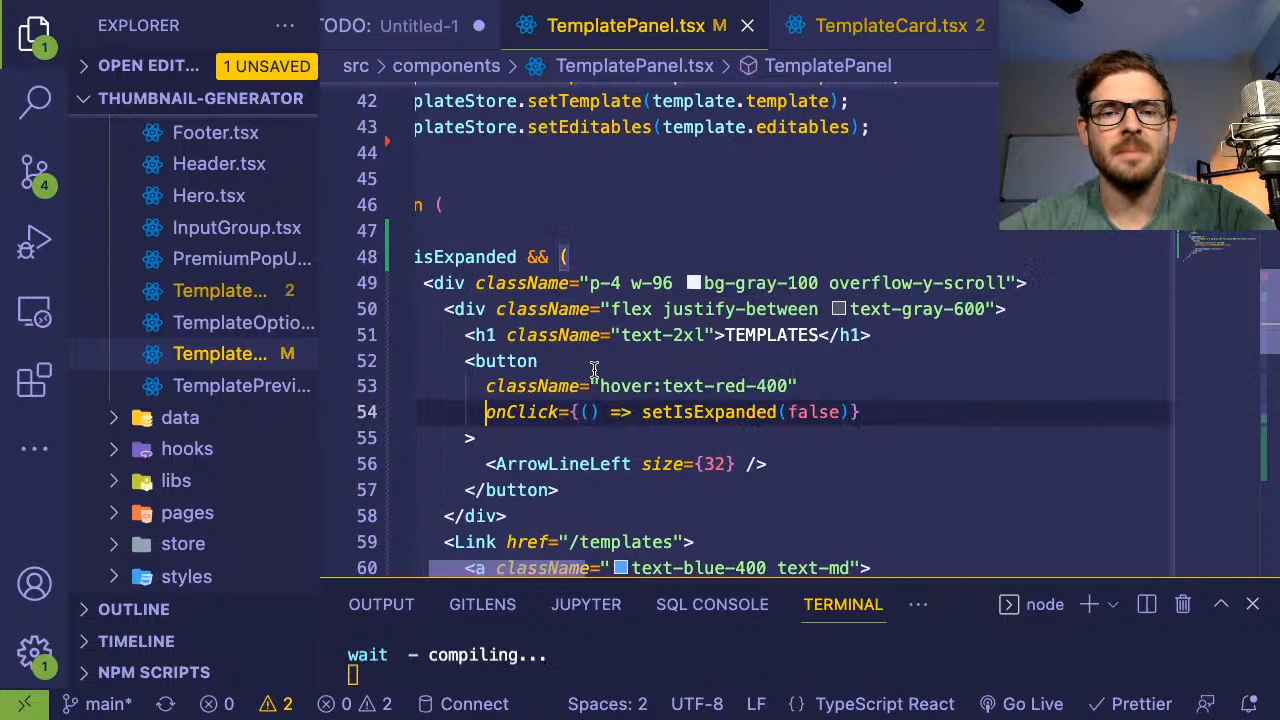 EXPLORER
TODO: Untitled-1
TemplatePanel.tsx M
TemplateCard.tsx 2
1
OPEN EDIT... 1 UNSAVED
src > components > TemplatePanel.tsx > TemplatePanel
THUMBNAIL-GENERATOR
Footer.tsx
Header.tsx
Hero.tsx
InputGroup.tsx
PremiumPopU...
Template... 2
TemplateOptio...
Template... M
TemplatePrevi...
data
hooks
libs
pages
store
styles
OUTLINE
TIMELINE
NPM SCRIPTS
4
1
42 plateStore.setTemplate(template.template);
43 plateStore.setEditables(template.editables);
44
45
46 n (
47
48 isExpanded && (
49 <div className="p-4 w-96 bg-gray-100 overflow-y-scroll">
50 <div className="flex justify-between text-gray-600">
51 <h1 className="text-2xl">TEMPLATES</h1>
52 <button
53 className="hover:text-red-400"
54 onClick={() => setIsExpanded(false)}
55 >
56 <ArrowLineLeft size={32} />
57 </button>
58 </div>
59 <Link href="/templates">
60 <a className="text-blue-400 text-md">
OUTPUT GITLENS JUPYTER SQL CONSOLE TERMINAL ··· node
wait - compiling...
main* 0 2 0 2 Connect Spaces: 2 UTF-8 LF TypeScript React Go Live Prettier